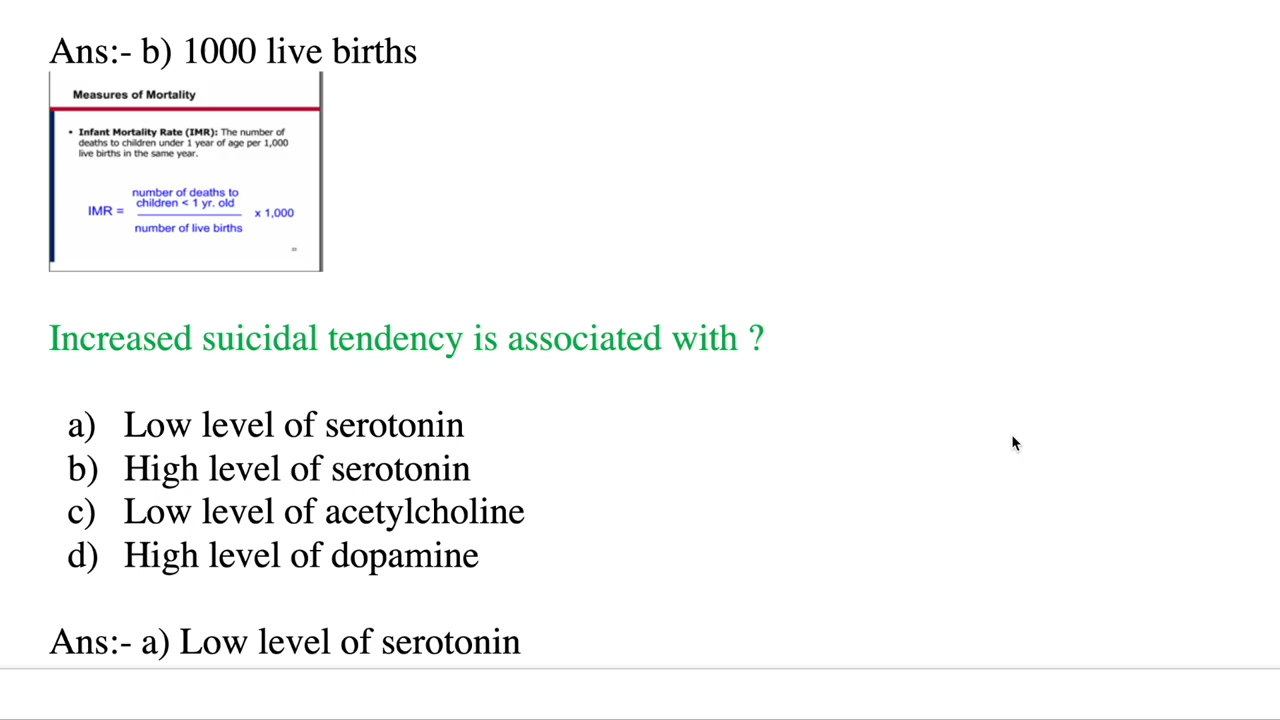 Ans:- b) 1000 live births
Measures of Mortality
• Infant Mortality Rate (IMR): The number of
deaths to children under 1 year of age per 1,000
live births in the same year.
number of deaths to
children < 1 yr. old
IMR =
x 1,000
number of live births
Increased suicidal tendency is associated with ?
a) Low level of serotonin
b) High level of serotonin
c) Low level of acetylcholine
d) High level of dopamine
Ans:- a) Low level of serotonin